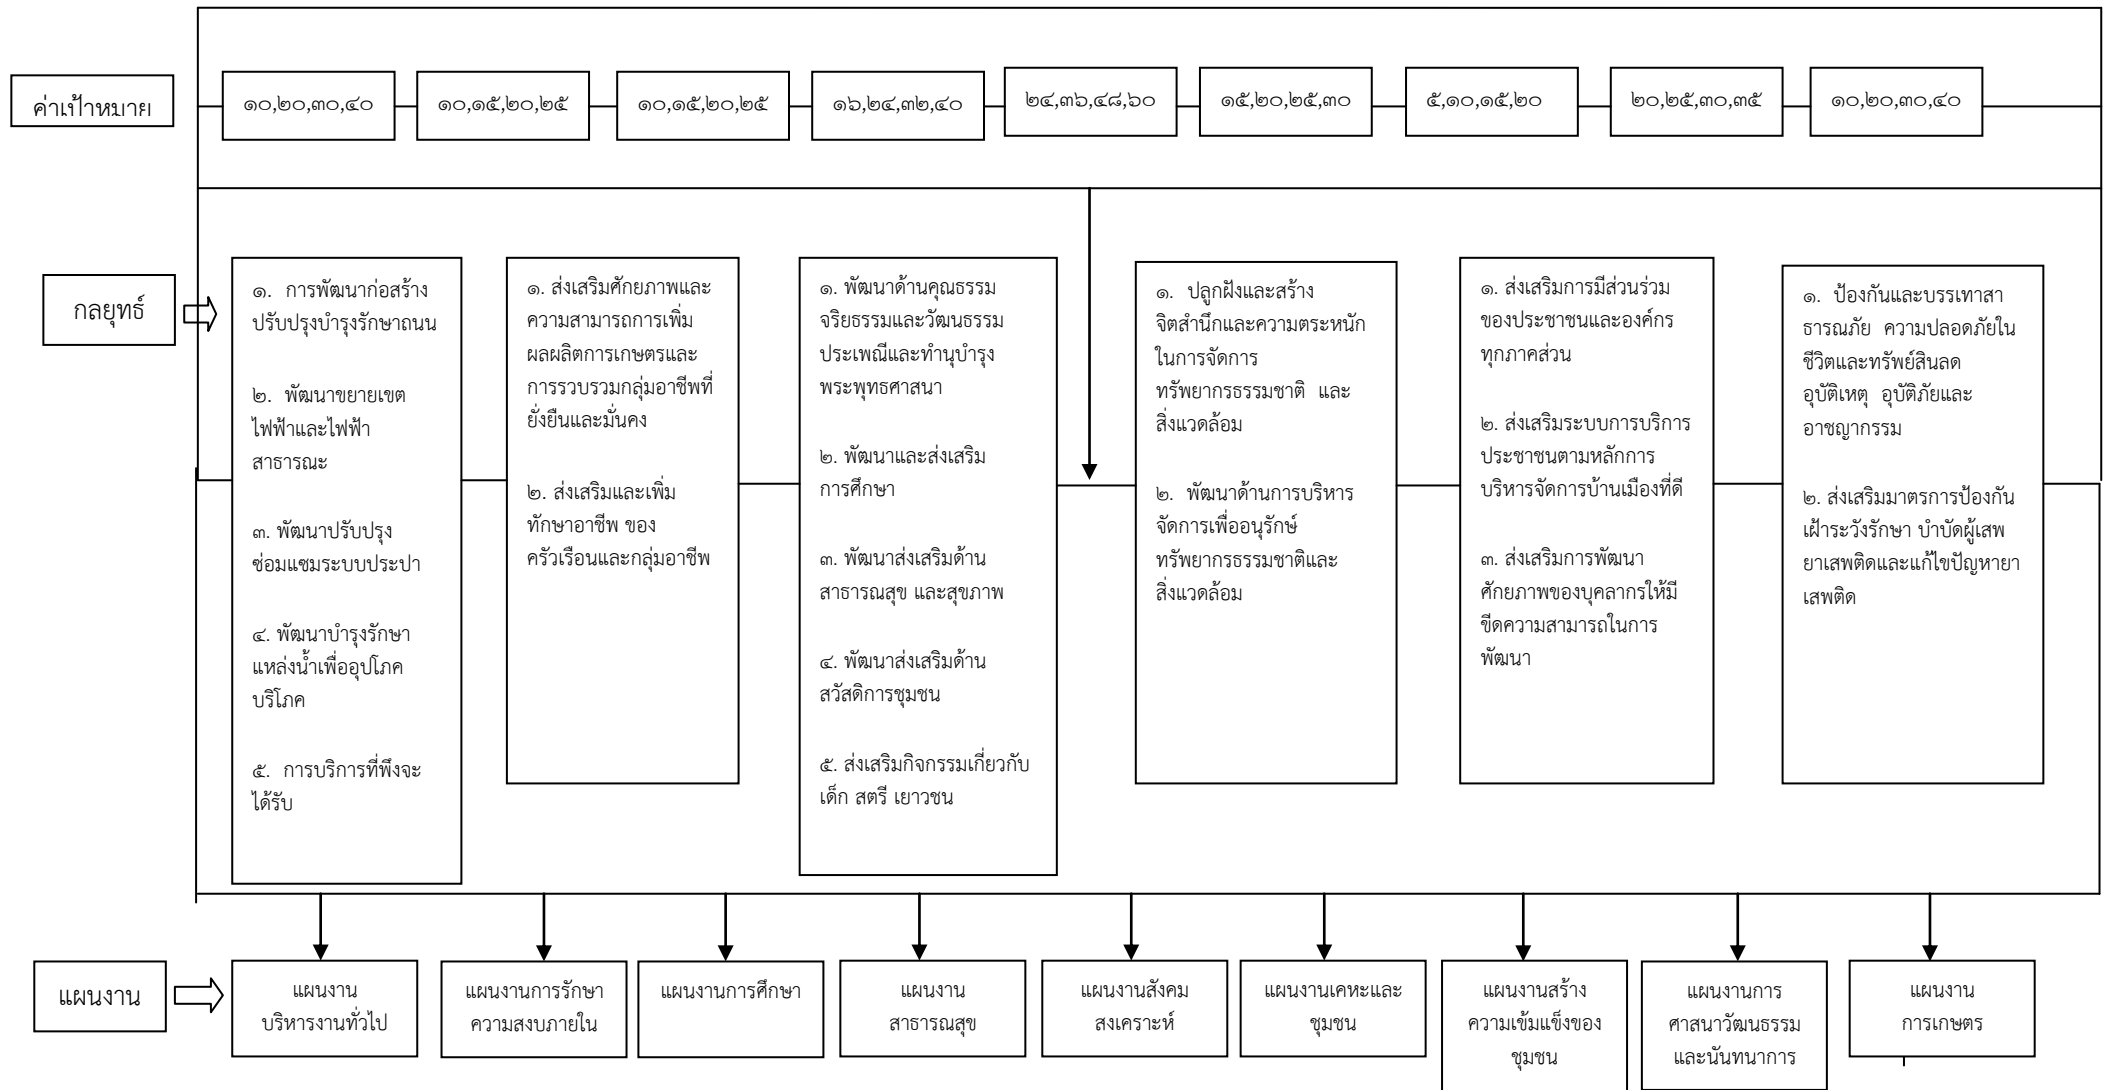 ค่าเป้าหมาย
๑๐,๒๐,๓๐,๔๐
๑๐,๑๕,๒๐,๒๕
๑๐,๑๕,๒๐,๒๕
๑๖,๒๔,๓๒,๔๐
๒๔,๓๖,๔๘,๖๐
๑๕,๒๐,๒๕,๓๐
๕,๑๐,๑๕,๒๐
๒๐,๒๕,๓๐,๓๕
๑๐,๒๐,๓๐,๔๐
กลยุทธ์
๑. การพัฒนาก่อสร้าง
ปรับปรุงบำรุงรักษาถนน
๒. พัฒนาขยายเขต
ไฟฟ้าและไฟฟ้า
สาธารณะ
๓. พัฒนาปรับปรุง
ซ่อมแซมระบบประปา
๔. พัฒนาบำรุงรักษา
แหล่งน้ำเพื่ออุปโภค
บริโภค
๕. การบริการที่พึงจะ
ได้รับ
๑. ส่งเสริมศักยภาพและ
ความสามารถการเพิ่ม
ผลผลิตการเกษตรและ
การรวบรวมกลุ่มอาชีพที่
ยั่งยืนและมั่นคง
๒. ส่งเสริมและเพิ่ม
ทักษาอาชีพ ของ
ครัวเรือนและกลุ่มอาชีพ
๑. พัฒนาด้านคุณธรรม
จริยธรรมและวัฒนธรรม
ประเพณีและทำนุบำรุง
พระพุทธศาสนา
๒. พัฒนาและส่งเสริม
การศึกษา
๓. พัฒนาส่งเสริมด้าน
สาธารณสุข และสุขภาพ
๔. พัฒนาส่งเสริมด้าน
สวัสดิการชุมชน
๕. ส่งเสริมกิจกรรมเกี่ยวกับ
เด็ก สตรี เยาวชน
๑. ปลูกฝังและสร้าง
จิตสำนึกและความตระหนัก
ในการจัดการ
ทรัพยากรธรรมชาติ และ
สิ่งแวดล้อม
๒. พัฒนาด้านการบริหาร
จัดการเพื่ออนุรักษ์
ทรัพยากรธรรมชาติและ
สิ่งแวดล้อม
๑. ส่งเสริมการมีส่วนร่วม
ของประชาชนและองค์กร
ทุกภาคส่วน
๒. ส่งเสริมระบบการบริการ
ประชาชนตามหลักการ
บริหารจัดการบ้านเมืองที่ดี
๓. ส่งเสริมการพัฒนา
ศักยภาพของบุคลากรให้มี
ขีดความสามารถในการ
พัฒนา
๑. ป้องกันและบรรเทาสา
ธารณภัย ความปลอดภัยใน
ชีวิตและทรัพย์สินลด
อุบัติเหตุ อุบัติภัยและ
อาชญากรรม
๒. ส่งเสริมมาตรการป้องกัน
เฝ้าระวังรักษา บำบัดผู้เสพ
ยาเสพติดและแก้ไขปัญหายา
เสพติด
แผนงาน
แผนงาน
บริหารงานทั่วไป
แผนงานการรักษา
ความสงบภายใน
แผนงานการศึกษา
แผนงาน
สาธารณสุข
แผนงานสังคม
สงเคราะห์
แผนงานเคหะและ
ชุมชน
แผนงานสร้าง
ความเข้มแข็งของ
ชุมชน
แผนงานการ
ศาสนาวัฒนธรรม
และนันทนาการ
แผนงาน
การเกษตร